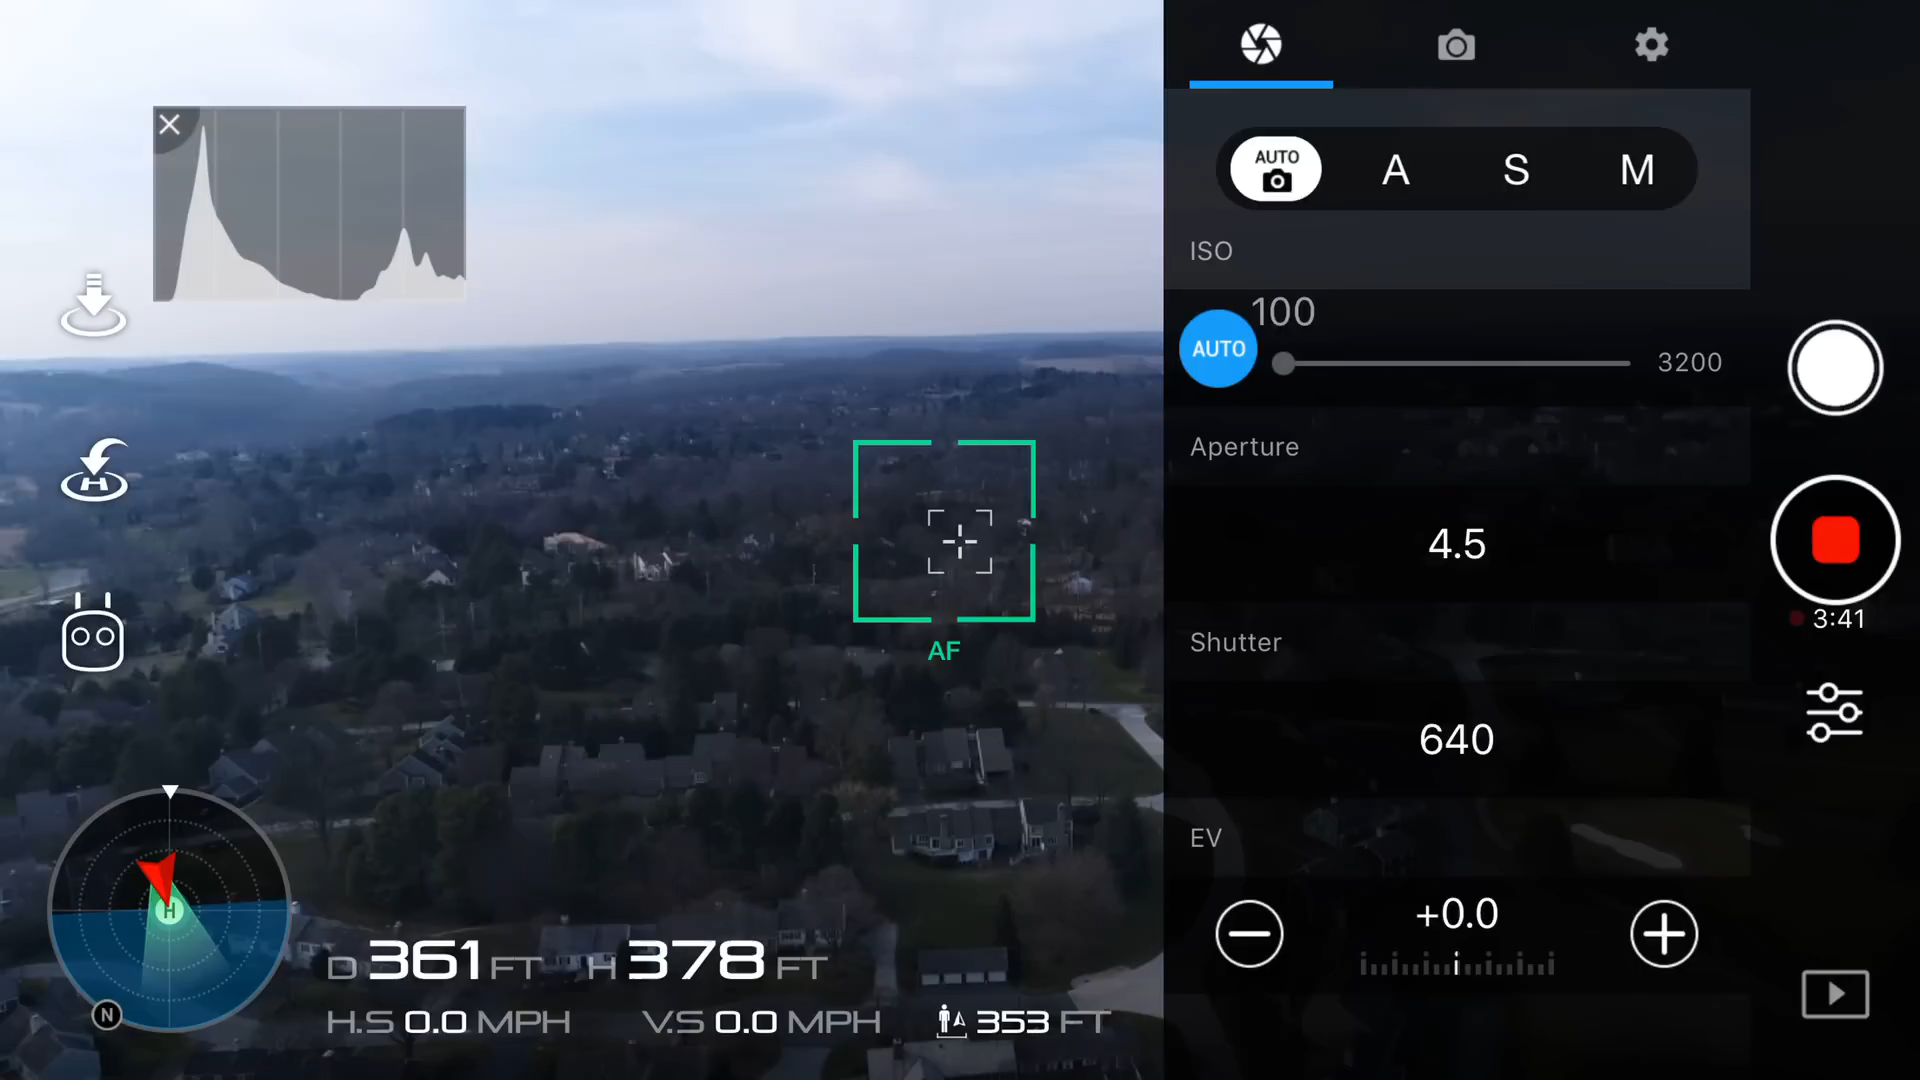 AUTO A S M
ISO
100
AUTO 3200
Aperture
4.5
AF
Shutter
3:41
640
EV
+0.0
H
N
D 361 FT H 378 FT
H.S 0.0 MPH V.S 0.0 MPH 353 FT
H